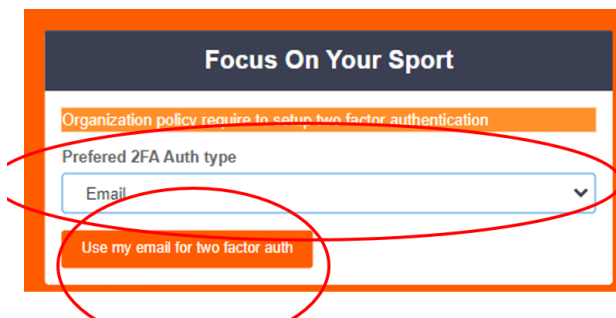 Focus On Your Sport
Organization policy require to setup two factor authentication
Prefered 2FA Auth type
Email
Use my email for two factor auth